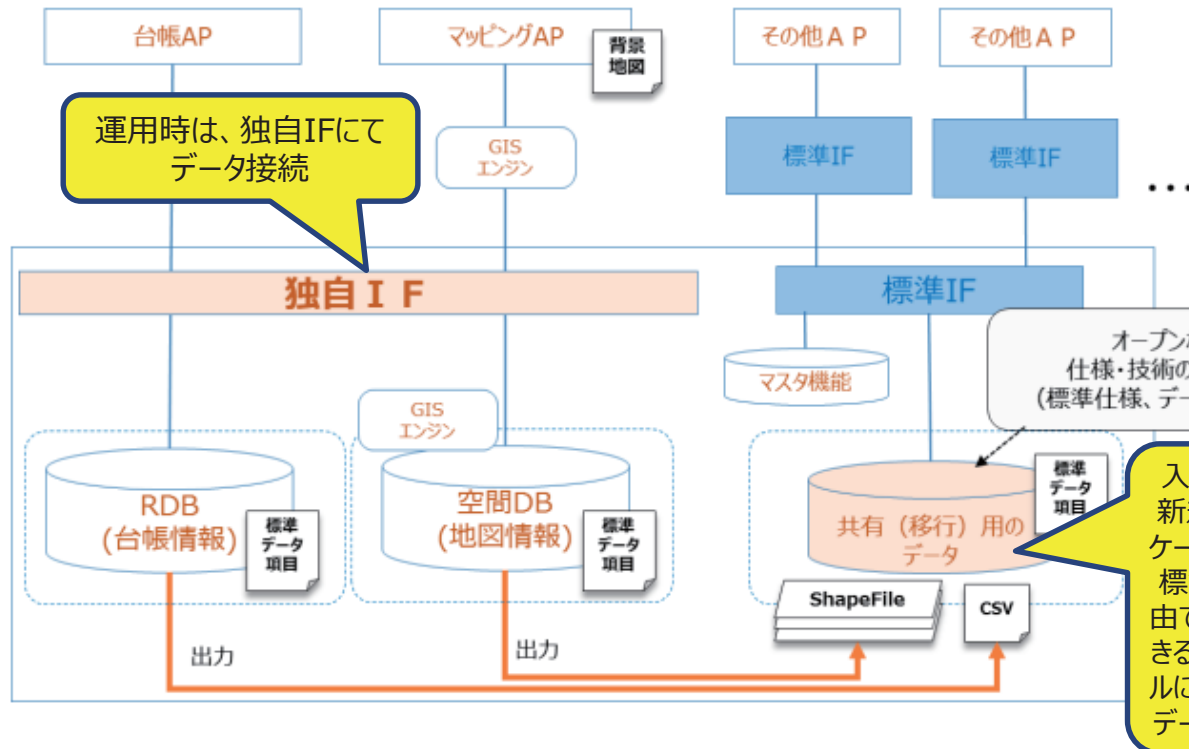 台帳AP
マッピングAP
背景
地図
その他ＡＰ
その他ＡＰ
運用時は、独自IFにて
データ接続
GIS
エンジン
標準IF
標準IF
・・・
独自ＩＦ
標準IF
オープン
仕様・技術の
(標準仕様、デー
マスタ機能
GIS
エンジン
RDB
(台帳情報)
標準
データ
項目
空間DB
(地図情報)
標準
データ
項目
共有（移行）用の
データ
標準
データ
項目
入
新
ケー
標
由で
きる
ルに
デー
ShapeFile
CSV
出力
出力